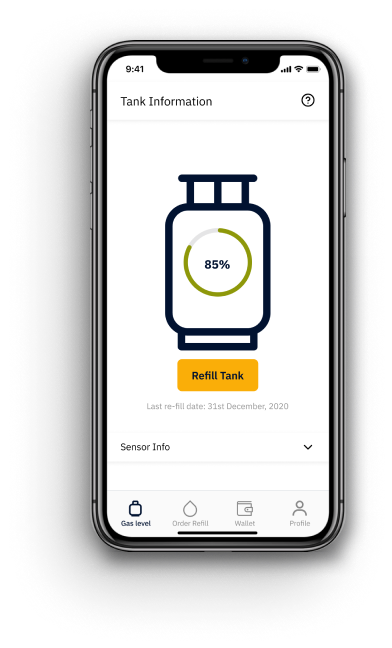 9:41
Tank Information
85%
Refill Tank
Last re-fill date: 31st December, 2020
Sensor Info
Gas level
Order Refill
Wallet
Profile